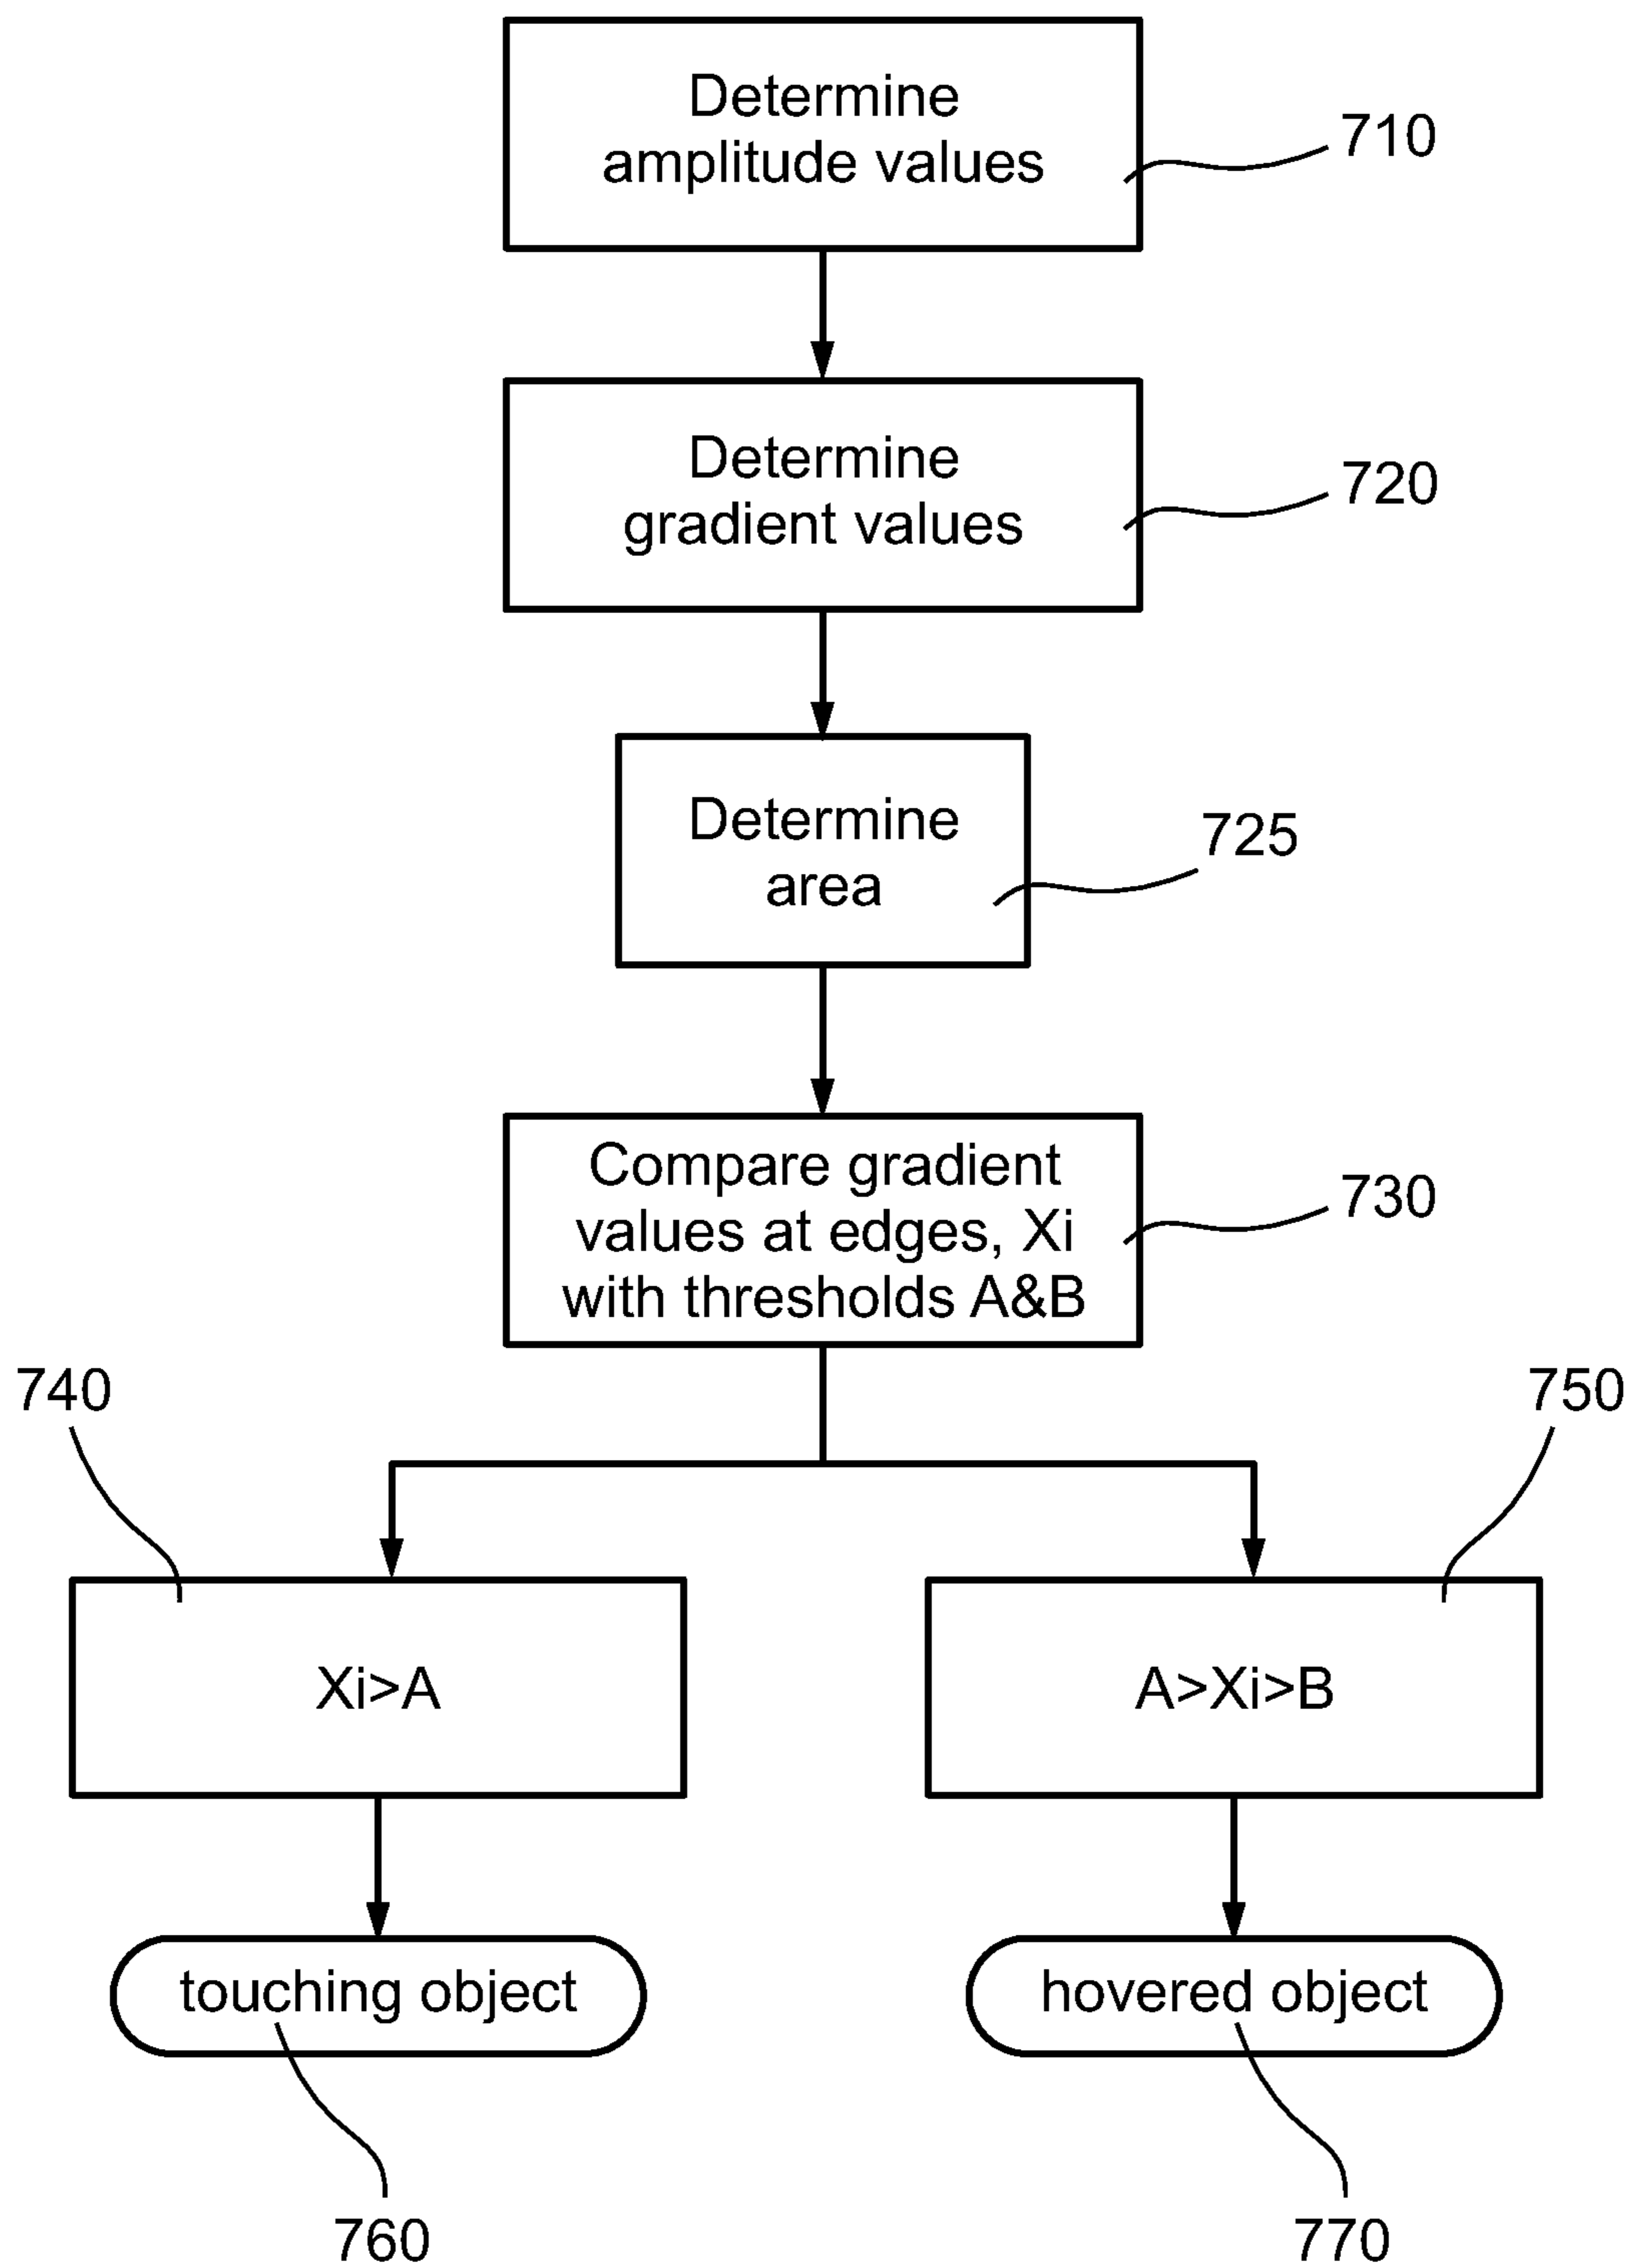 Determine
amplitude values
710
Determine
gradient values
720
Determine
area
725
Compare gradient
values at edges, Xi
with thresholds A&B
730
740
750
Xi>A
A>Xi>B
touching object
hovered object
760
770